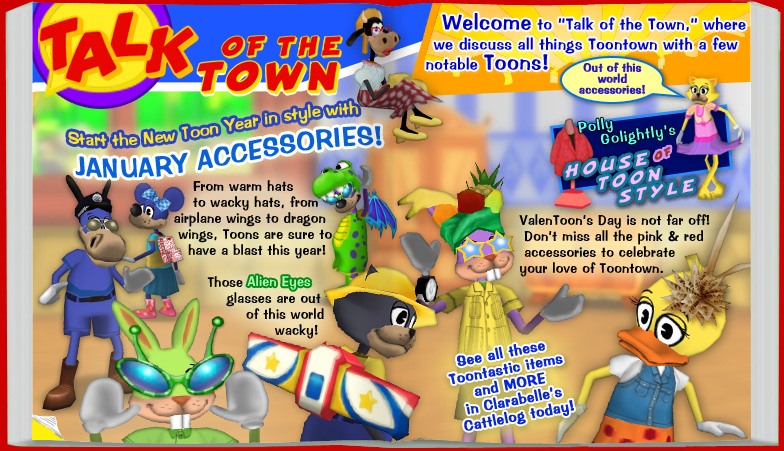 TALK
OF THE
TOWN
Welcome to "Talk of the Town," where
we discuss all things Toontown with a few
notable Toons!
Out of this
world
accessories!
Start the New Toon Year in style with
JANUARY ACCESSORIES!
Polly
Golightly's
HOUSE OF
TOON
STYLE
From warm hats
to wacky hats, from
airplane wings to dragon
wings, Toons are sure to
have a blast this year!
Those Alien Eyes
glasses are out
of this world
wacky!
ValenToon's Day is not far off!
Don't miss all the pink & red
accessories to celebrate
your love of Toontown.
See all these
Toontastic items
and MORE
in Clarabelle's
Cattlelog today!